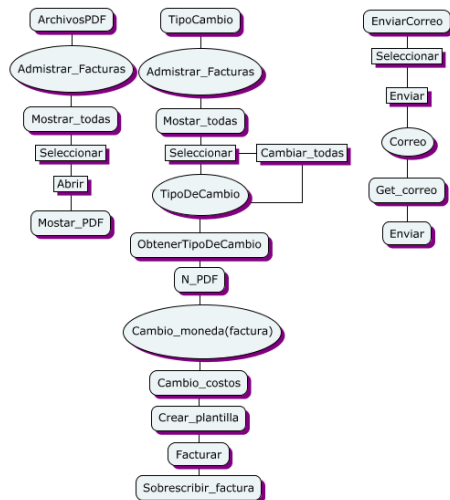 ArchivosPDF
Admistrar_Facturas
Mostrar_todas
Seleccionar
Abrir
Mostar_PDF
TipoCambio
Admistrar_Facturas
Mostar_todas
Seleccionar
Cambiar_todas
TipoDeCambio
ObtenerTipoDeCambio
N_PDF
Cambio_moneda(factura)
Cambio_costos
Crear_plantilla
Facturar
Sobrescribir_factura
EnviarCorreo
Seleccionar
Enviar
Correo
Get_correo
Enviar